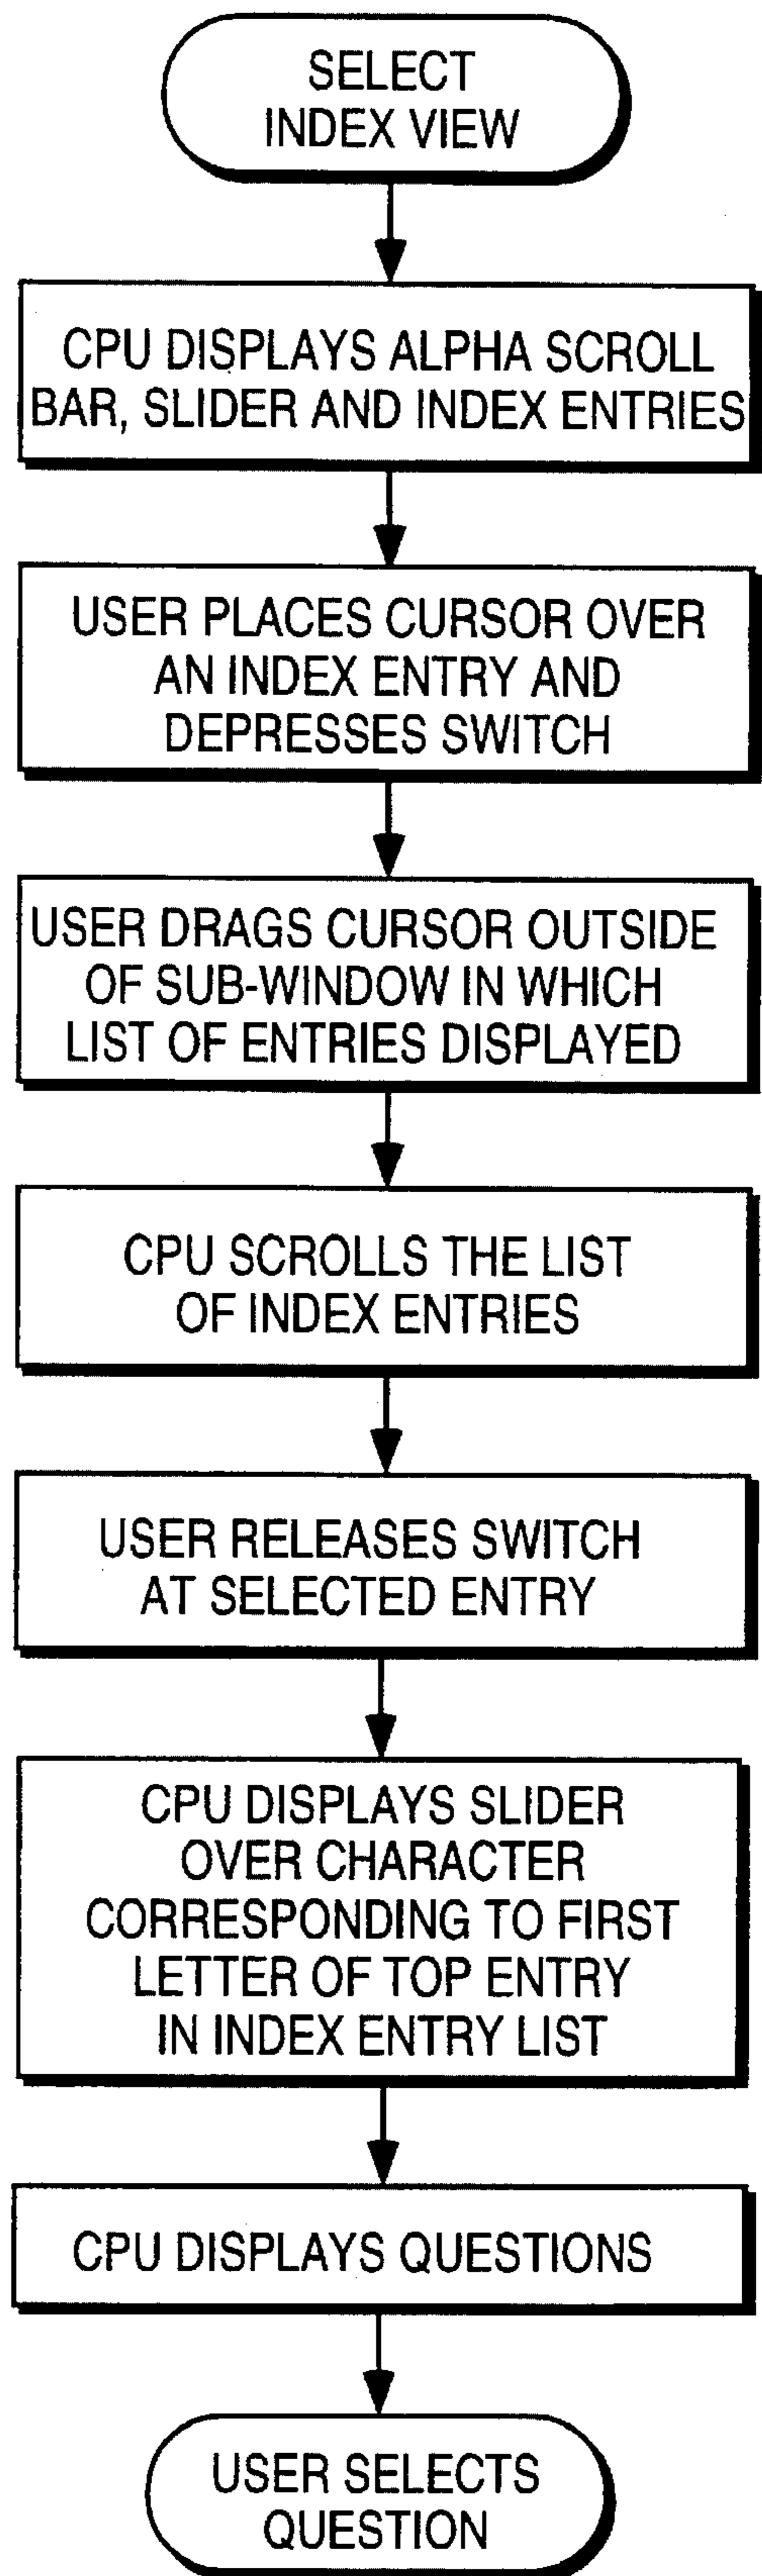 SELECT
INDEX VIEW
CPU DISPLAYS ALPHA SCROLL
BAR, SLIDER AND INDEX ENTRIES
USER PLACES CURSOR OVER
AN INDEX ENTRY AND
DEPRESSES SWITCH
USER DRAGS CURSOR OUTSIDE
OF SUB-WINDOW IN WHICH
LIST OF ENTRIES DISPLAYED
CPU SCROLLS THE LIST
OF INDEX ENTRIES
USER RELEASES SWITCH
AT SELECTED ENTRY
CPU DISPLAYS SLIDER
OVER CHARACTER
CORRESPONDING TO FIRST
LETTER OF TOP ENTRY
IN INDEX ENTRY LIST
CPU DISPLAYS QUESTIONS
USER SELECTS
QUESTION